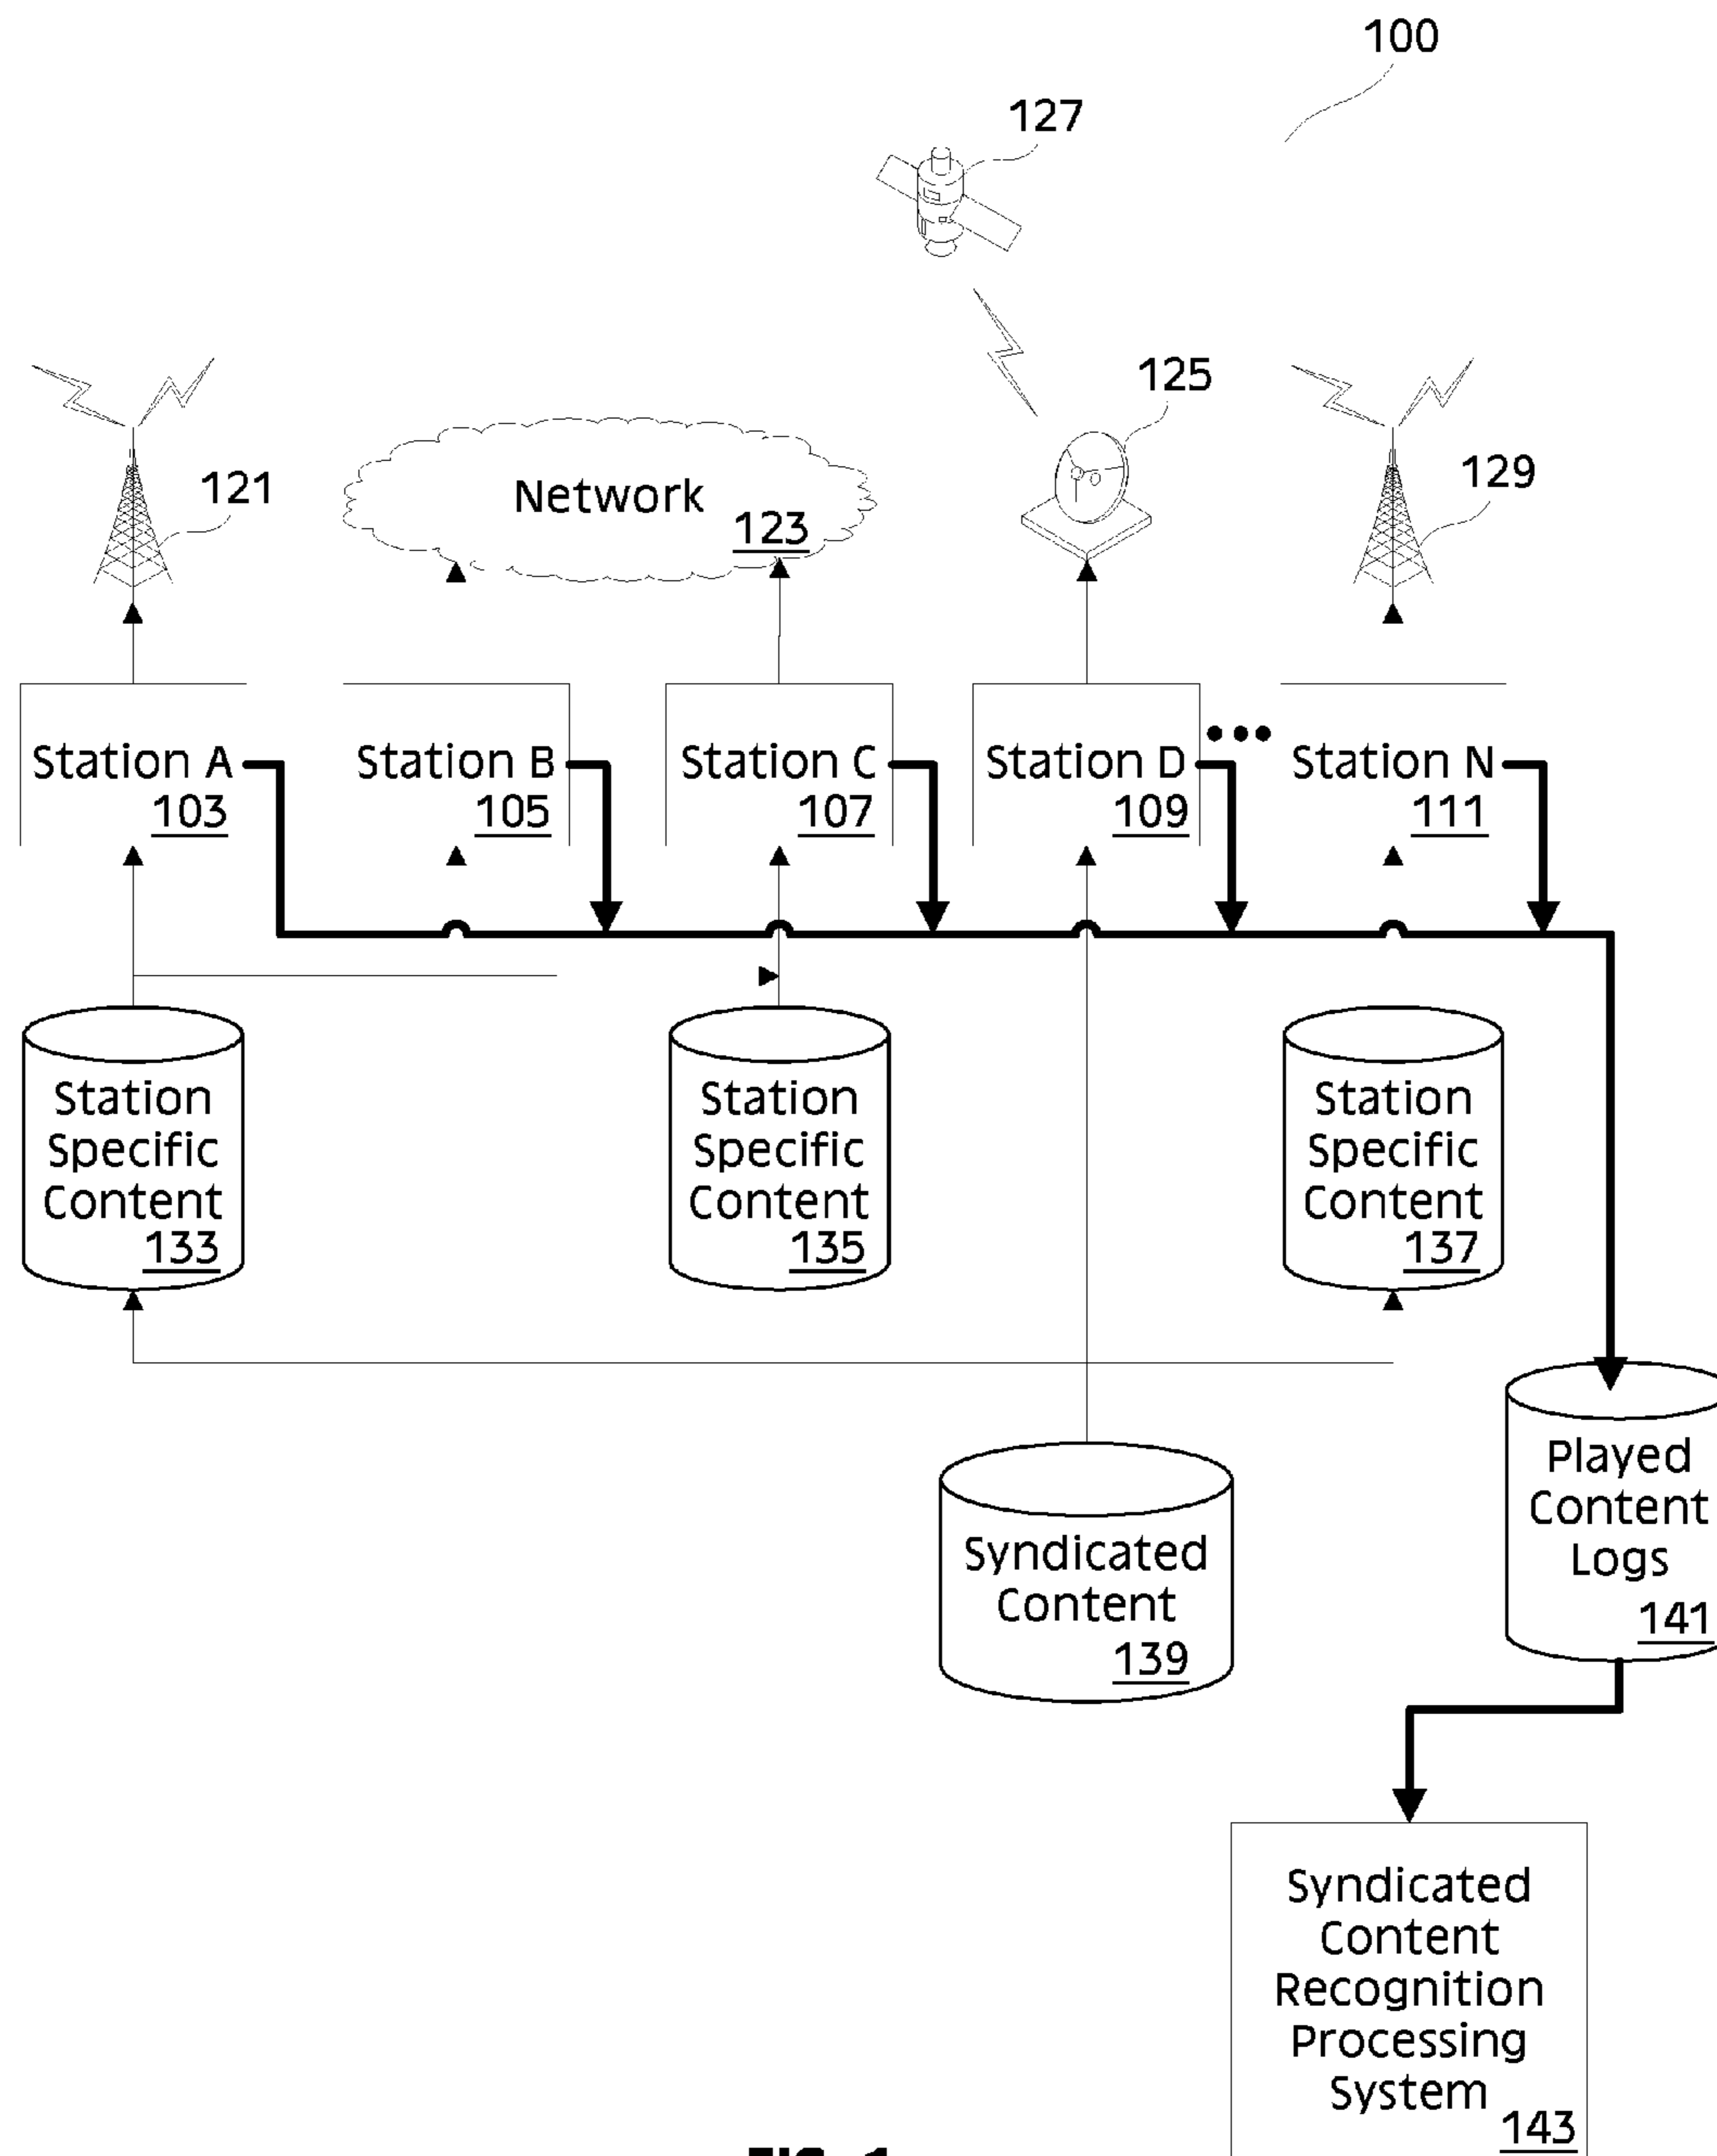 100
127
125
121
Network
123
129
Station A
103
Station B
105
Station C
107
Station D
109
Station N
111
Station
Specific
Content
133
Station
Specific
Content
135
Station
Specific
Content
137
Played
Content
Logs
141
Syndicated
Content
139
Syndicated
Content
Recognition
Processing
System
143
FIG. 1